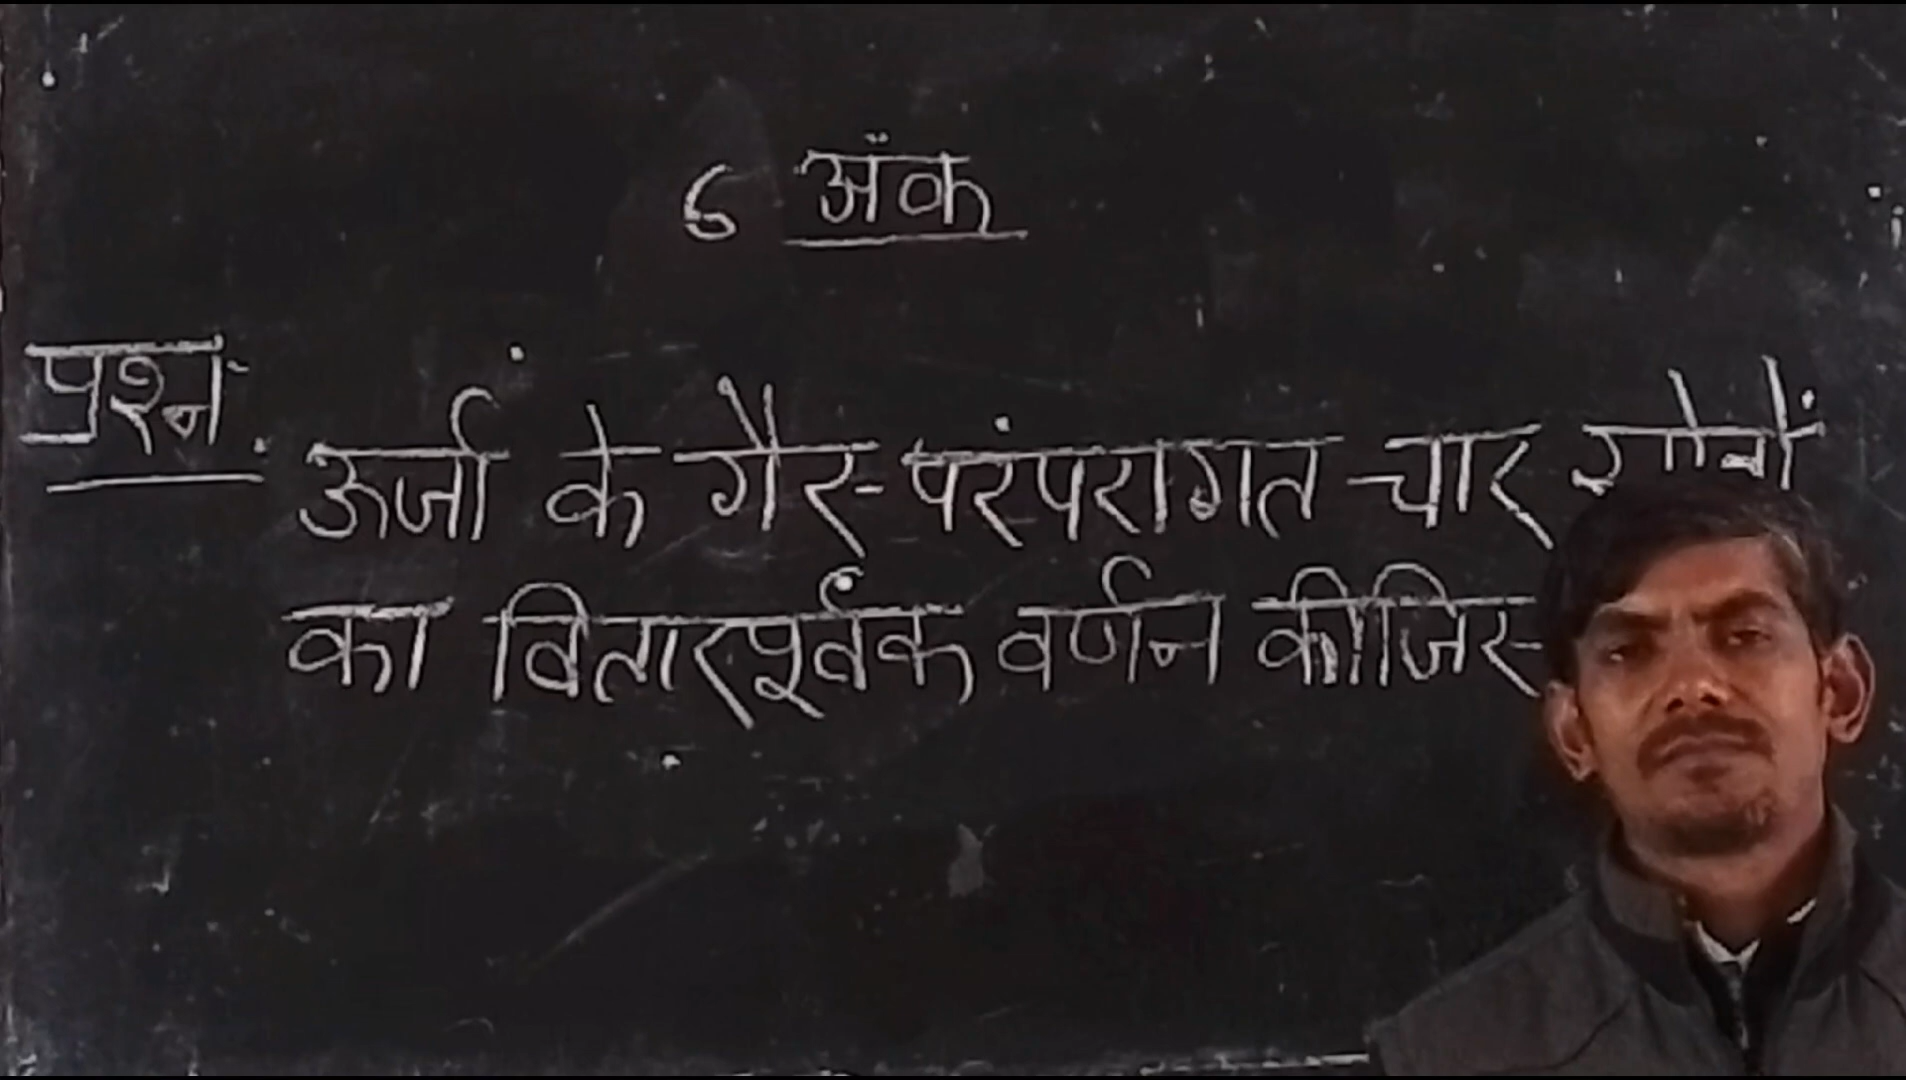 6 अंक
प्रश्न.
ऊर्जा के गैर-परंपरागत चार
का वितारपूर्वक वर्णन कीजिए